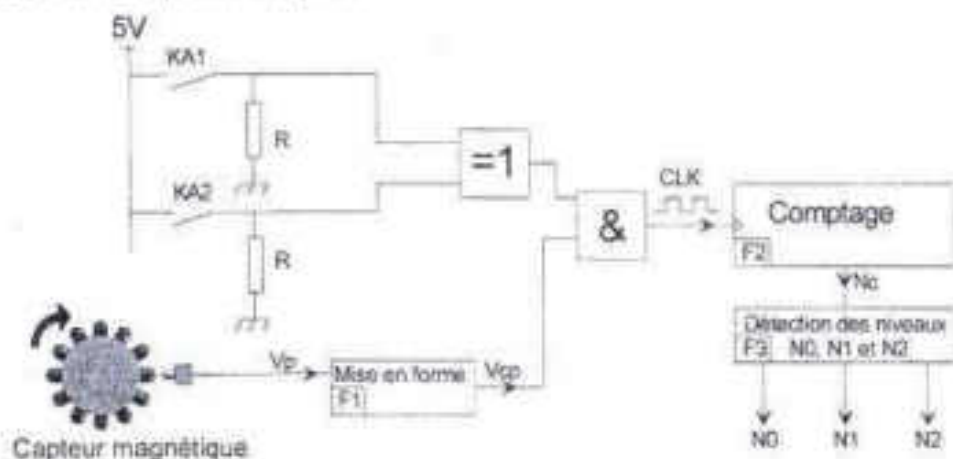 5V
KA1
R
=1
KA2
CLK
Comptage
&
F2
R
Nc
Détection des niveaux
F3 N0, N1 et N2
Vp
Mise en forme
Vcp
F1
N0 N1 N2
Capteur magnétique